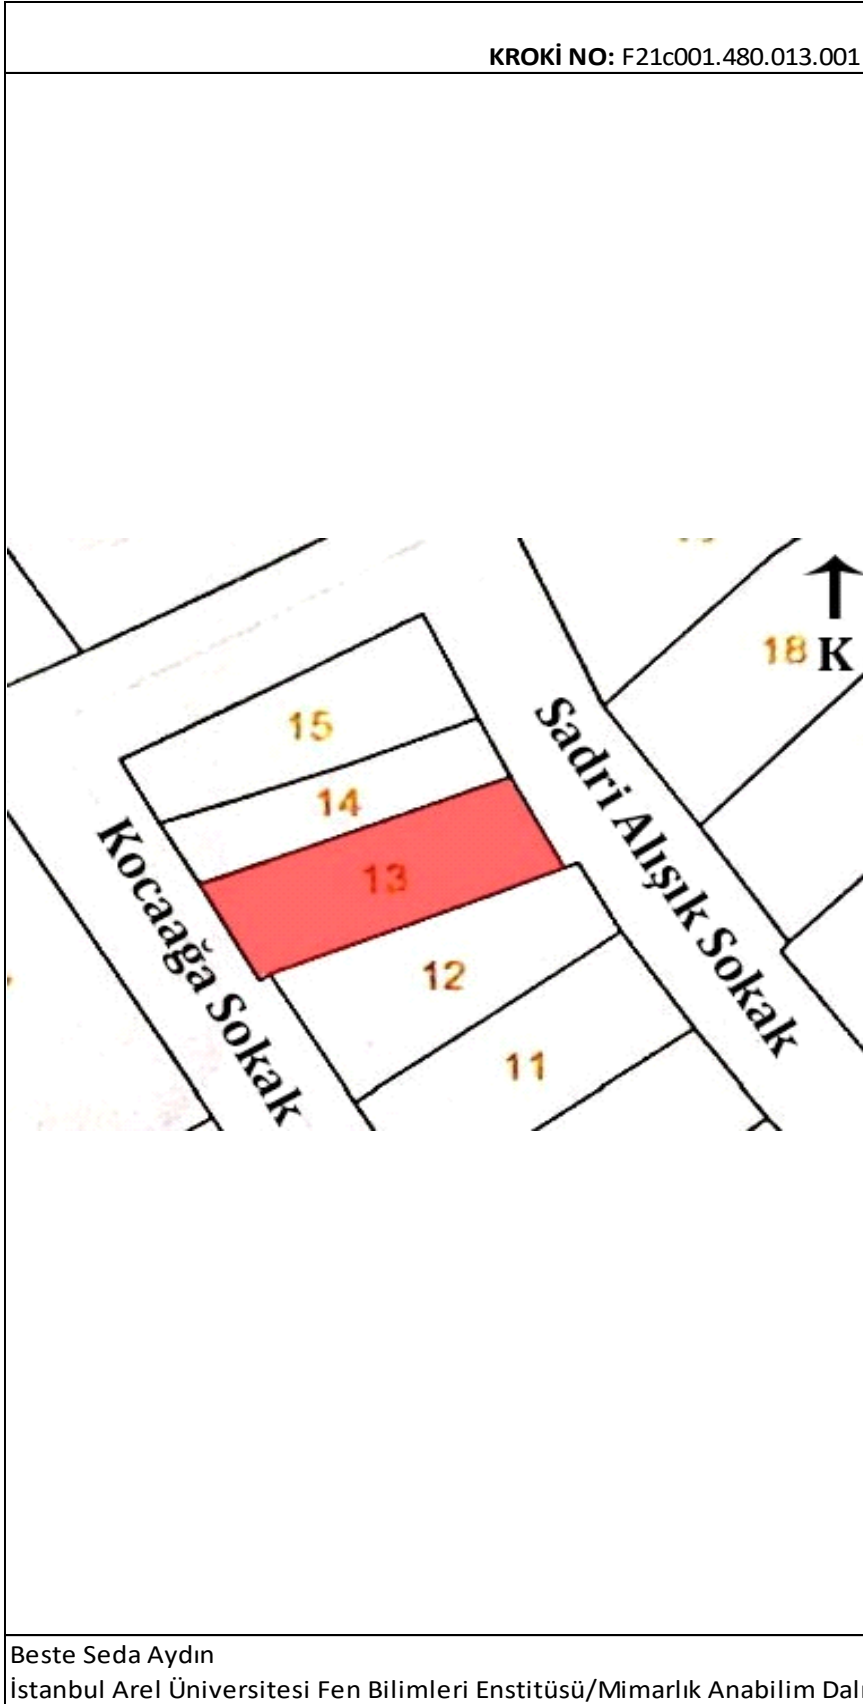 KROKİ NO: F21c001.480.013.001
18
K
15
Sadri Alışık Sokak
14
13
Kocaağa Sokak
12
11
Beste Seda Aydın
İstanbul Arel Üniversitesi Fen Bilimleri Enstitüsü/Mimarlık Anabilim Dal